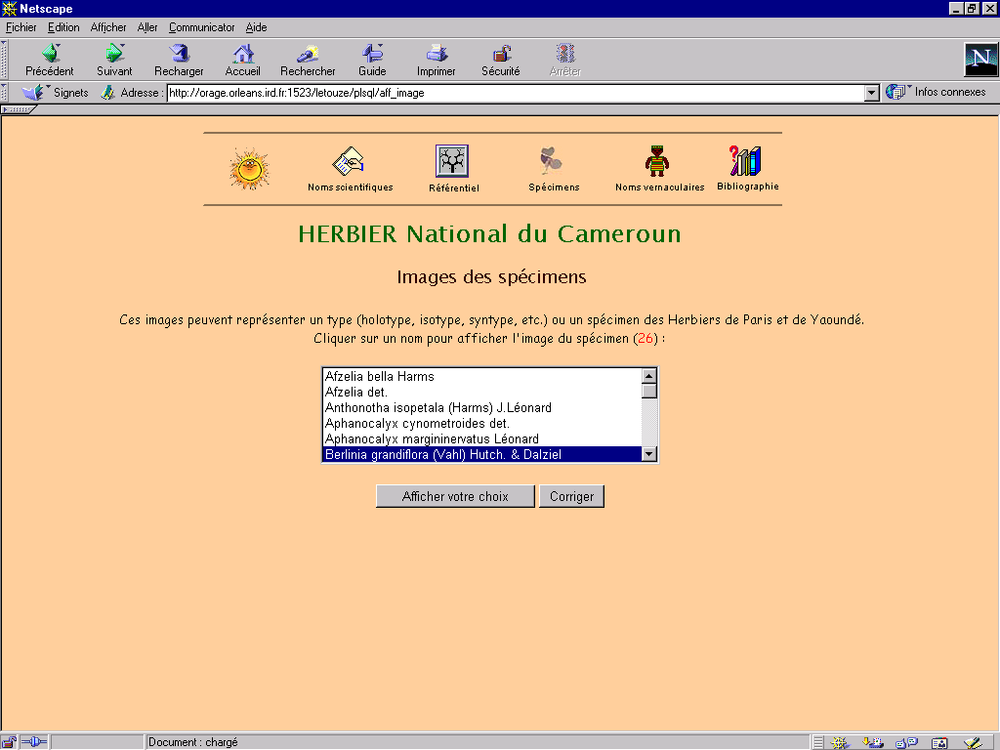 Netscape
Fichier Edition Afficher Aller Communicator Aide
Précédent Suivant Recharger Accueil Rechercher Guide Imprimer Sécurité Arrêter
N
Signets Adresse : http://orage.orleans.ird.fr:1523/letouze/plsql/aff_image Infos connexes
Noms scientifiques Référentiel Spécimens Noms vernaculaires Bibliographie
HERBIER National du Cameroun
Images des spécimens
Ces images peuvent représenter un type (holotype, isotype, syntype, etc.) ou un spécimen des Herbiers de Paris et de Yaoundé.
Cliquer sur un nom pour afficher l'image du spécimen (26) :
Afzelia bella Harms
Afzelia det.
Anthonotha isopetala (Harms) J.Léonard
Aphanocalyx cynometroides det.
Aphanocalyx margininervatus Léonard
Berlinia grandiflora (Vahl) Hutch. & Dalziel
Afficher votre choix Corriger
Document : chargé